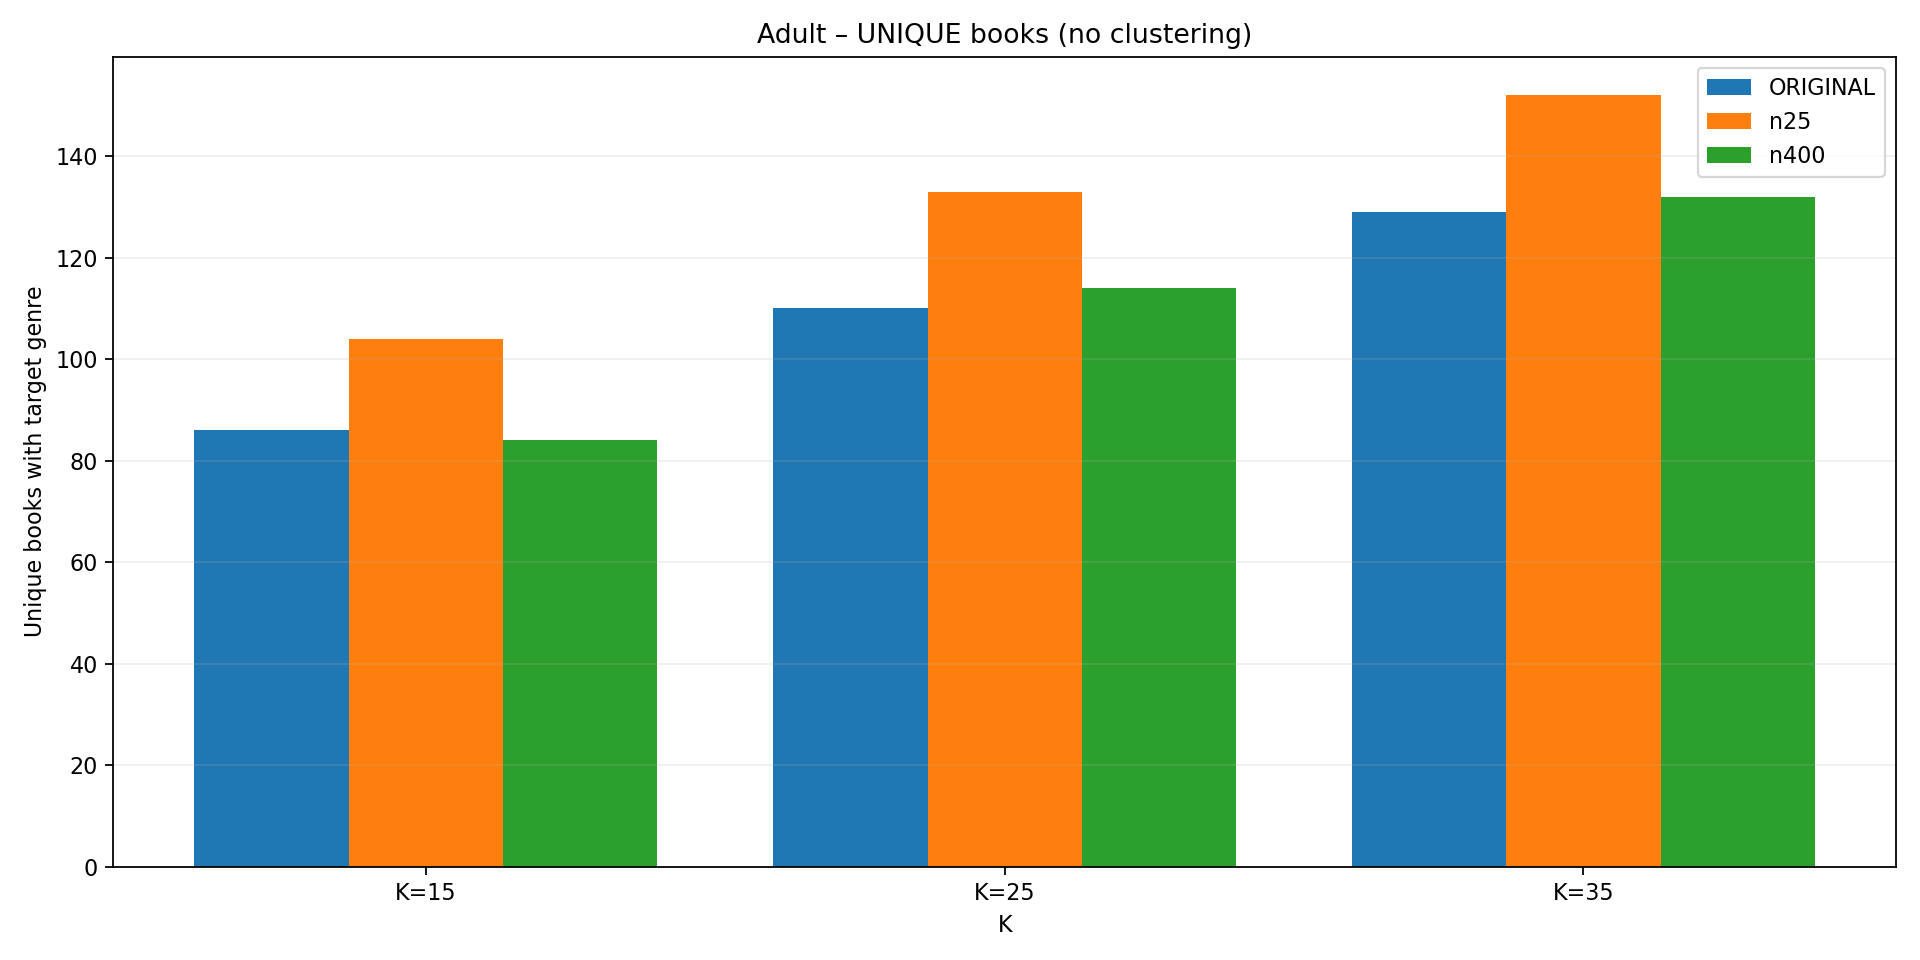 Adult – UNIQUE books (no clustering)
ORIGINAL
n25
n400
Unique books with target genre
140
120
100
80
60
40
20
0
K=15
K=25
K=35
K